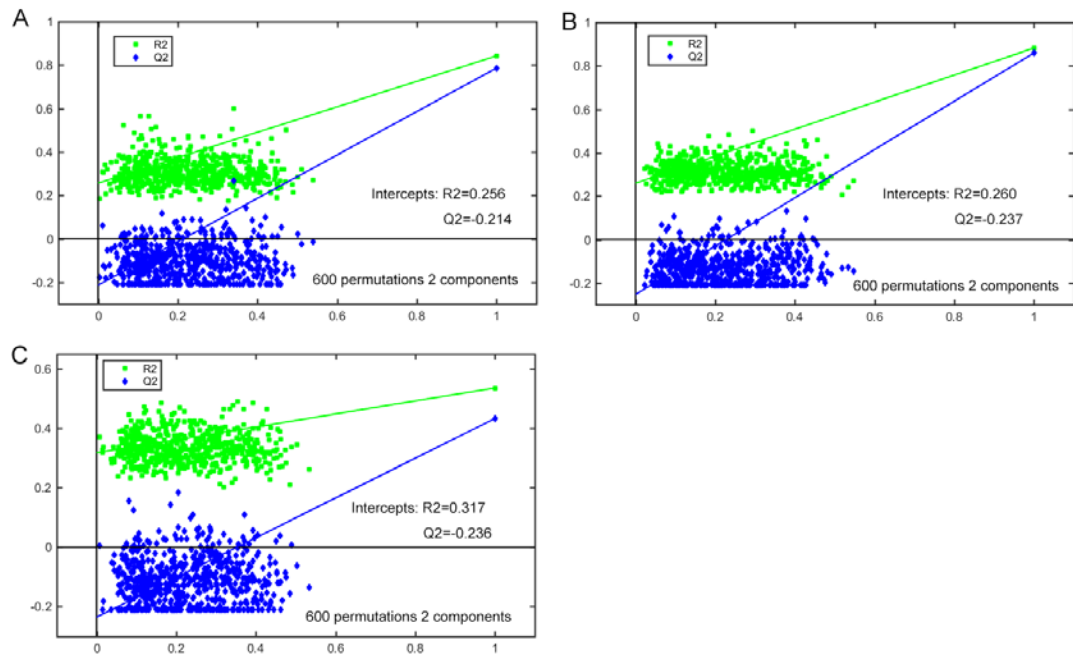 A
R2
Q2
1
0.8
0.6
0.4
0.2
0
-0.2
Intercepts: R2=0.256
Q2=-0.214
600 permutations 2 components
0
0.2
0.4
0.6
0.8
1
B
R2
Q2
1
0.8
0.6
0.4
0.2
0
-0.2
Intercepts: R2=0.260
Q2=-0.237
600 permutations 2 components
0
0.2
0.4
0.6
0.8
1
C
R2
Q2
0.6
0.4
0.2
0
-0.2
Intercepts: R2=0.317
Q2=-0.236
600 permutations 2 components
0
0.2
0.4
0.6
0.8
1